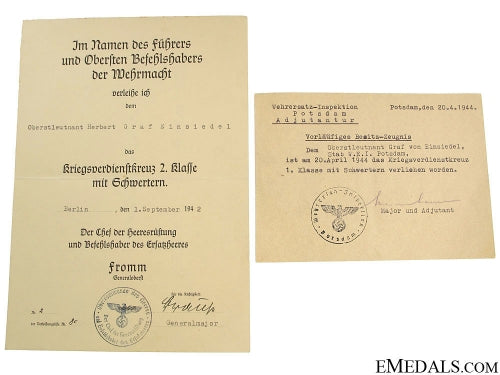 Im Namen des Führers
und Obersten Befehlshabers
der Wehrmacht
verleihe ich
dem
Oberstleutnant Herbert Graf Einsiedel
das
Kriegsverdienstkreuz 2. Klasse
mit Schwertern.
Berlin, den 1. September 1942
Der Chef der Heeresrüstung
und Befehlshaber des Ersatzheeres
Fromm
Generaloberst
Generalmajor
Wehrersatz-Inspektion
Potsdam
Adjutantur
Potsdam, den 20.4.1944.
Vorläufiges Besitz-Zeugnis
Dem Oberstleutnant Graf von Einsiedel,
Stab W.E.I. Potsdam,
ist am 20.April 1944 das Kriegsverdienstkreuz
1. Klasse mit Schwertern verliehen worden.
Major und Adjutant
EMEDALS.COM